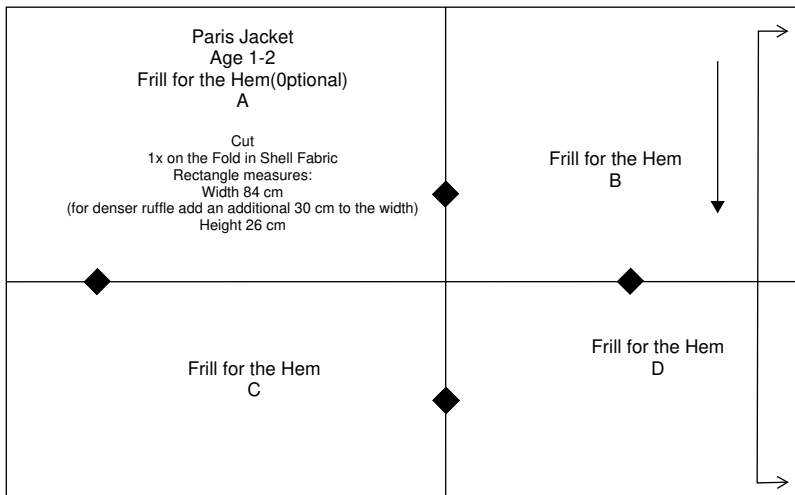 Paris Jacket
Age 1-2
Frill for the Hem(0ptional)
A
Cut
1x on the Fold in Shell Fabric
Rectangle measures:
Width 84 cm
(for denser ruffle add an additional 30 cm to the width)
Height 26 cm
Frill for the Hem
B
Frill for the Hem
C
Frill for the Hem
D